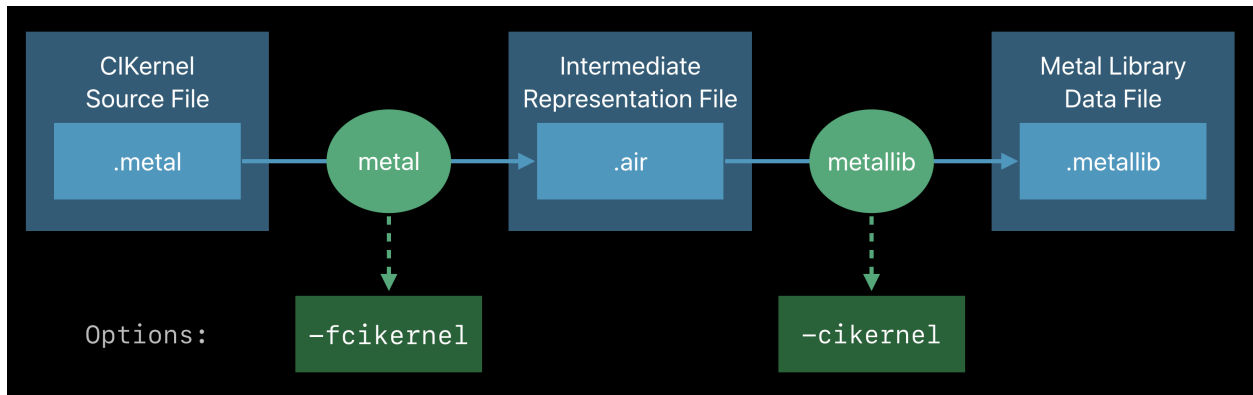 CIKernel
Source File
.metal
metal
Intermediate
Representation File
.air
metallib
Metal Library
Data File
.metallib
Options:
–fcikernel
–cikernel